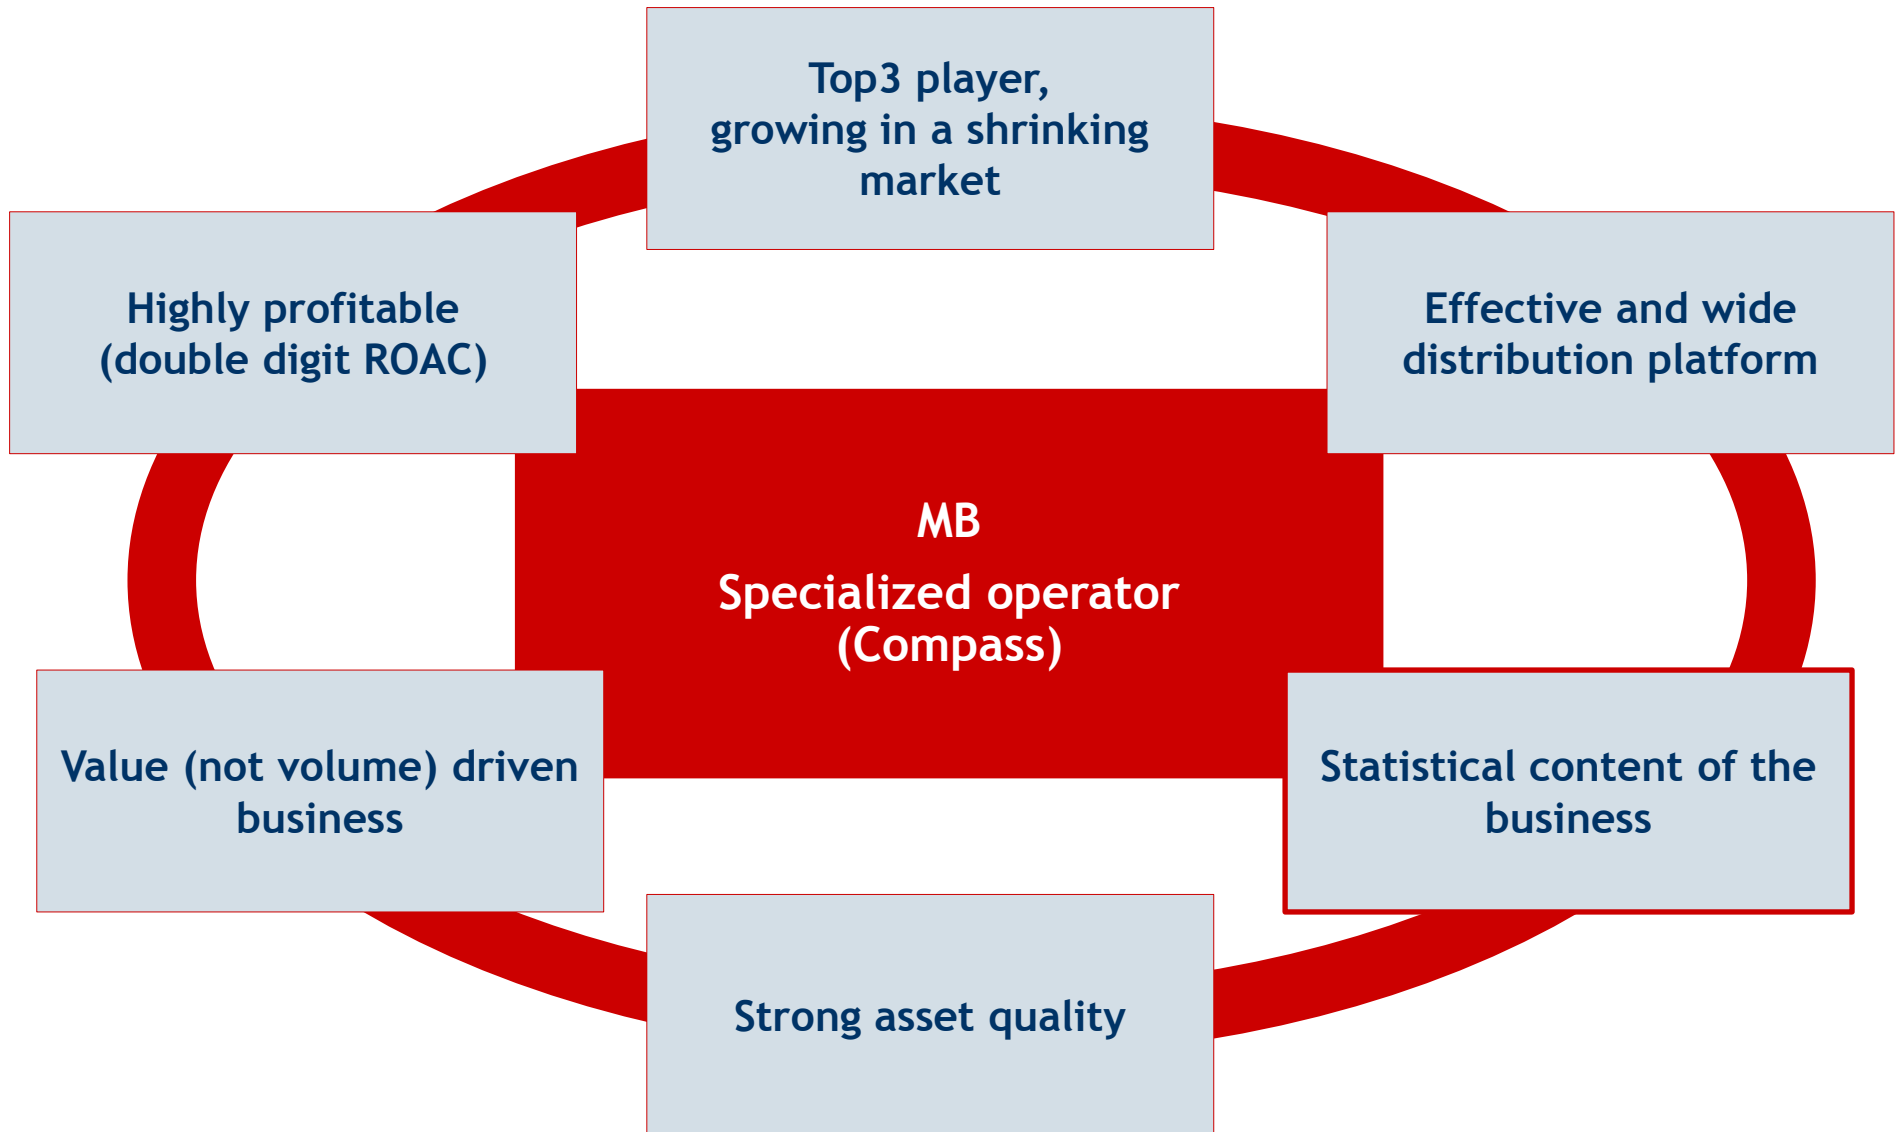 Top3 player,
growing in a shrinking
market
Highly profitable
(double digit ROAC)
Effective and wide
distribution platform
MB
Specialized operator
(Compass)
Value (not volume) driven
business
Statistical content of the
business
Strong asset quality